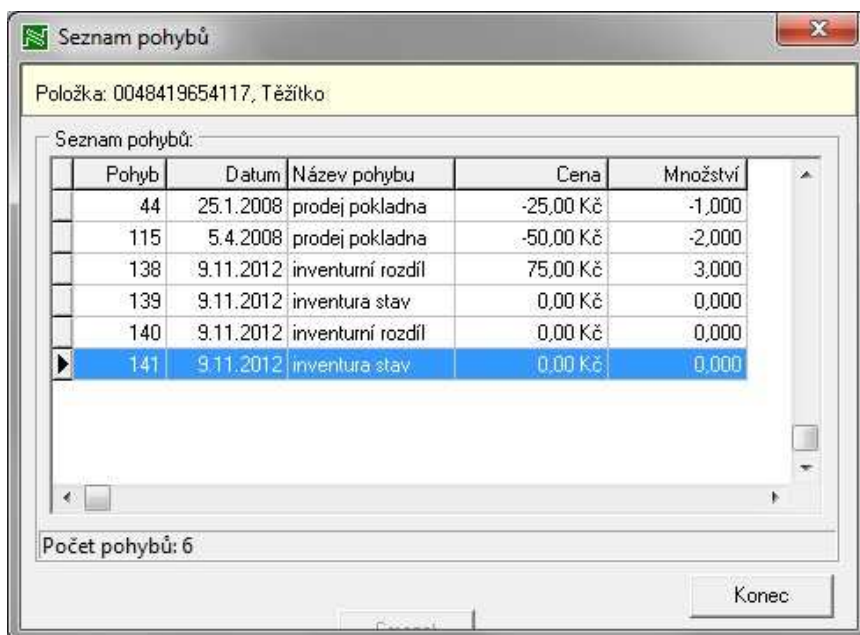 Seznam pohybů
Položka: 0048419654117, Těžítko
Seznam pohybů:
Pohyb Datum Název pohybu Cena Množství
44 25.1.2008 prodej pokladna -25,00 Kč -1,000
115 5.4.2008 prodej pokladna -50,00 Kč -2,000
138 9.11.2012 inventurní rozdíl 75,00 Kč 3,000
139 9.11.2012 inventura stav 0,00 Kč 0,000
140 9.11.2012 inventurní rozdíl 0,00 Kč 0,000
141 9.11.2012 inventura stav 0,00 Kč 0,000
Počet pohybů: 6
Konec